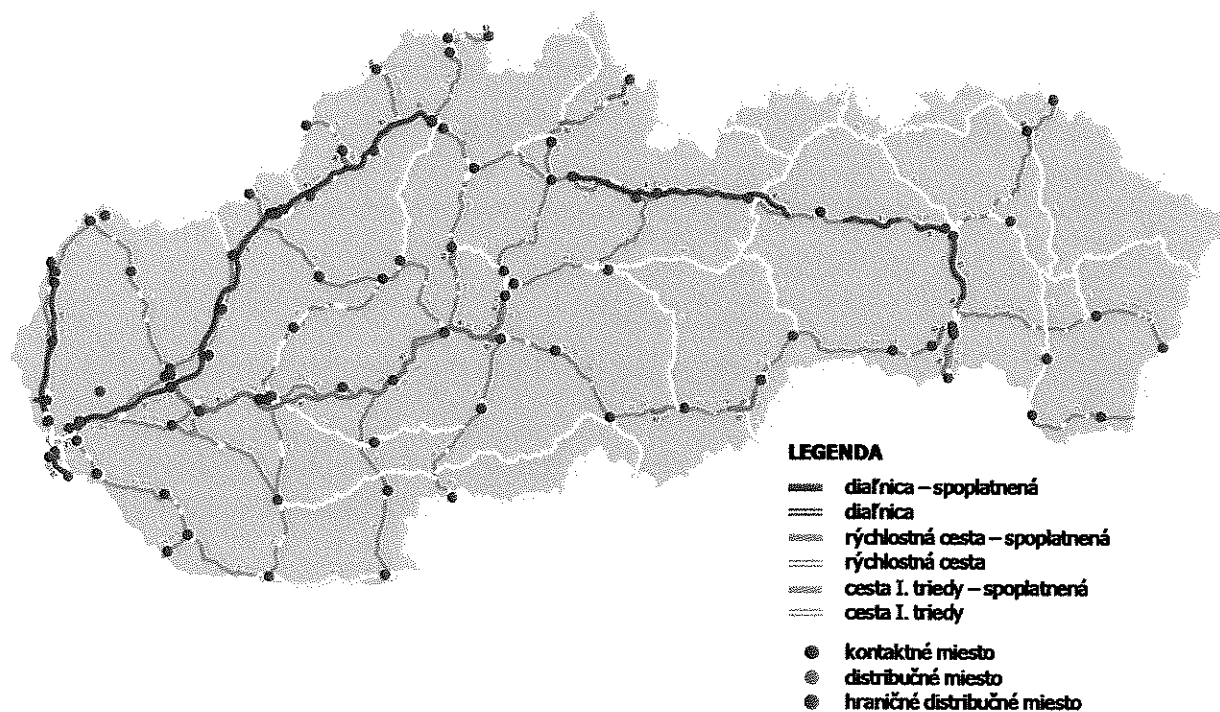 LEGENDA
diaľnica – spoplatnená
diaľnica
rýchlostná cesta – spoplatnená
rýchlostná cesta
cesta I. triedy – spoplatnená
cesta I. triedy
kontaktné miesto
distribučné miesto
hraničné distribučné miesto